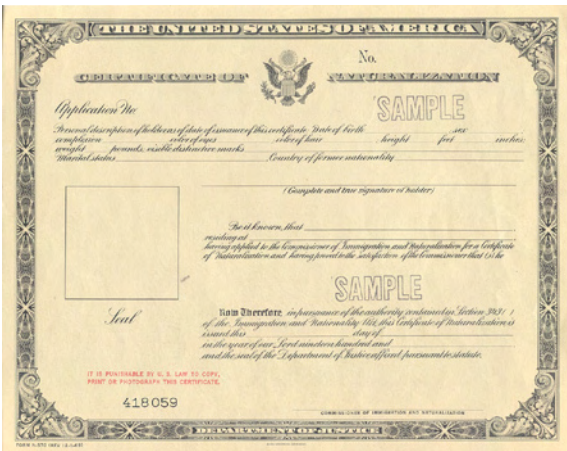 THE UNITED STATES OF AMERICA
No.
CERTIFICATE OF NATURALIZATION
Application No
SAMPLE
Personal description of holder as of date of issuance of this certificate: Date of birth , sex
complexion color of eyes color of hair , height feet inches;
weight pounds; visible distinctive marks
Marital status Country of former nationality
(Complete and true signature of holder)
Be it known, that
residing at
having applied to the Commissioner of Immigration and Naturalization for a Certificate
of Naturalization and having proved to the satisfaction of the Commissioner that (s)he
SAMPLE
Now Therefore, in pursuance of the authority contained in Section 343( )
of the Immigration and Nationality Act, this Certificate of Naturalization is
issued this day of
in the year of our Lord nineteen hundred and
and the seal of the Department of Justice affixed pursuant to statute.
Seal
IT IS PUNISHABLE BY U. S. LAW TO COPY,
PRINT OR PHOTOGRAPH THIS CERTIFICATE.
418059
COMMISSIONER OF IMMIGRATION AND NATURALIZATION
DEPARTMENT OF JUSTICE